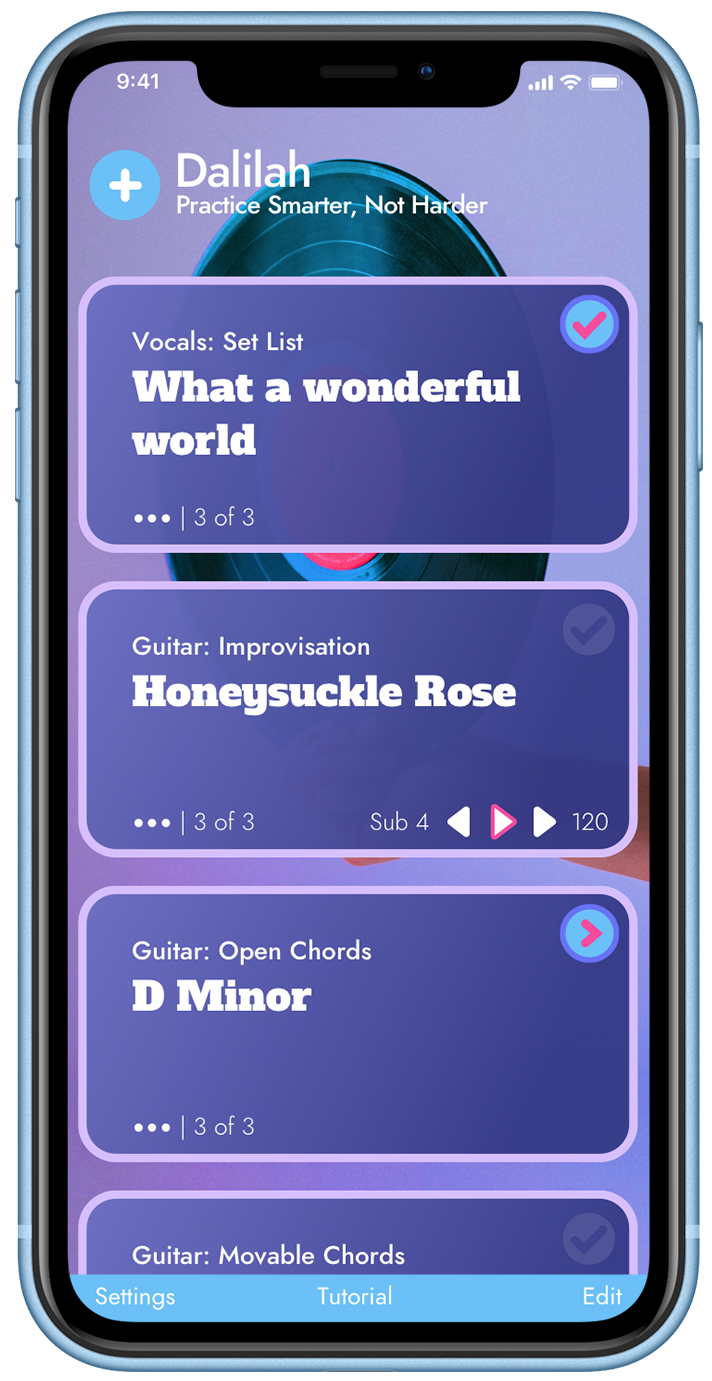 9:41
Dalilah
Practice Smarter, Not Harder
Vocals: Set List
What a wonderful
world
••• | 3 of 3
Guitar: Improvisation
Honeysuckle Rose
••• | 3 of 3 Sub 4 120
Guitar: Open Chords
D Minor
••• | 3 of 3
Guitar: Movable Chords
Settings Tutorial Edit